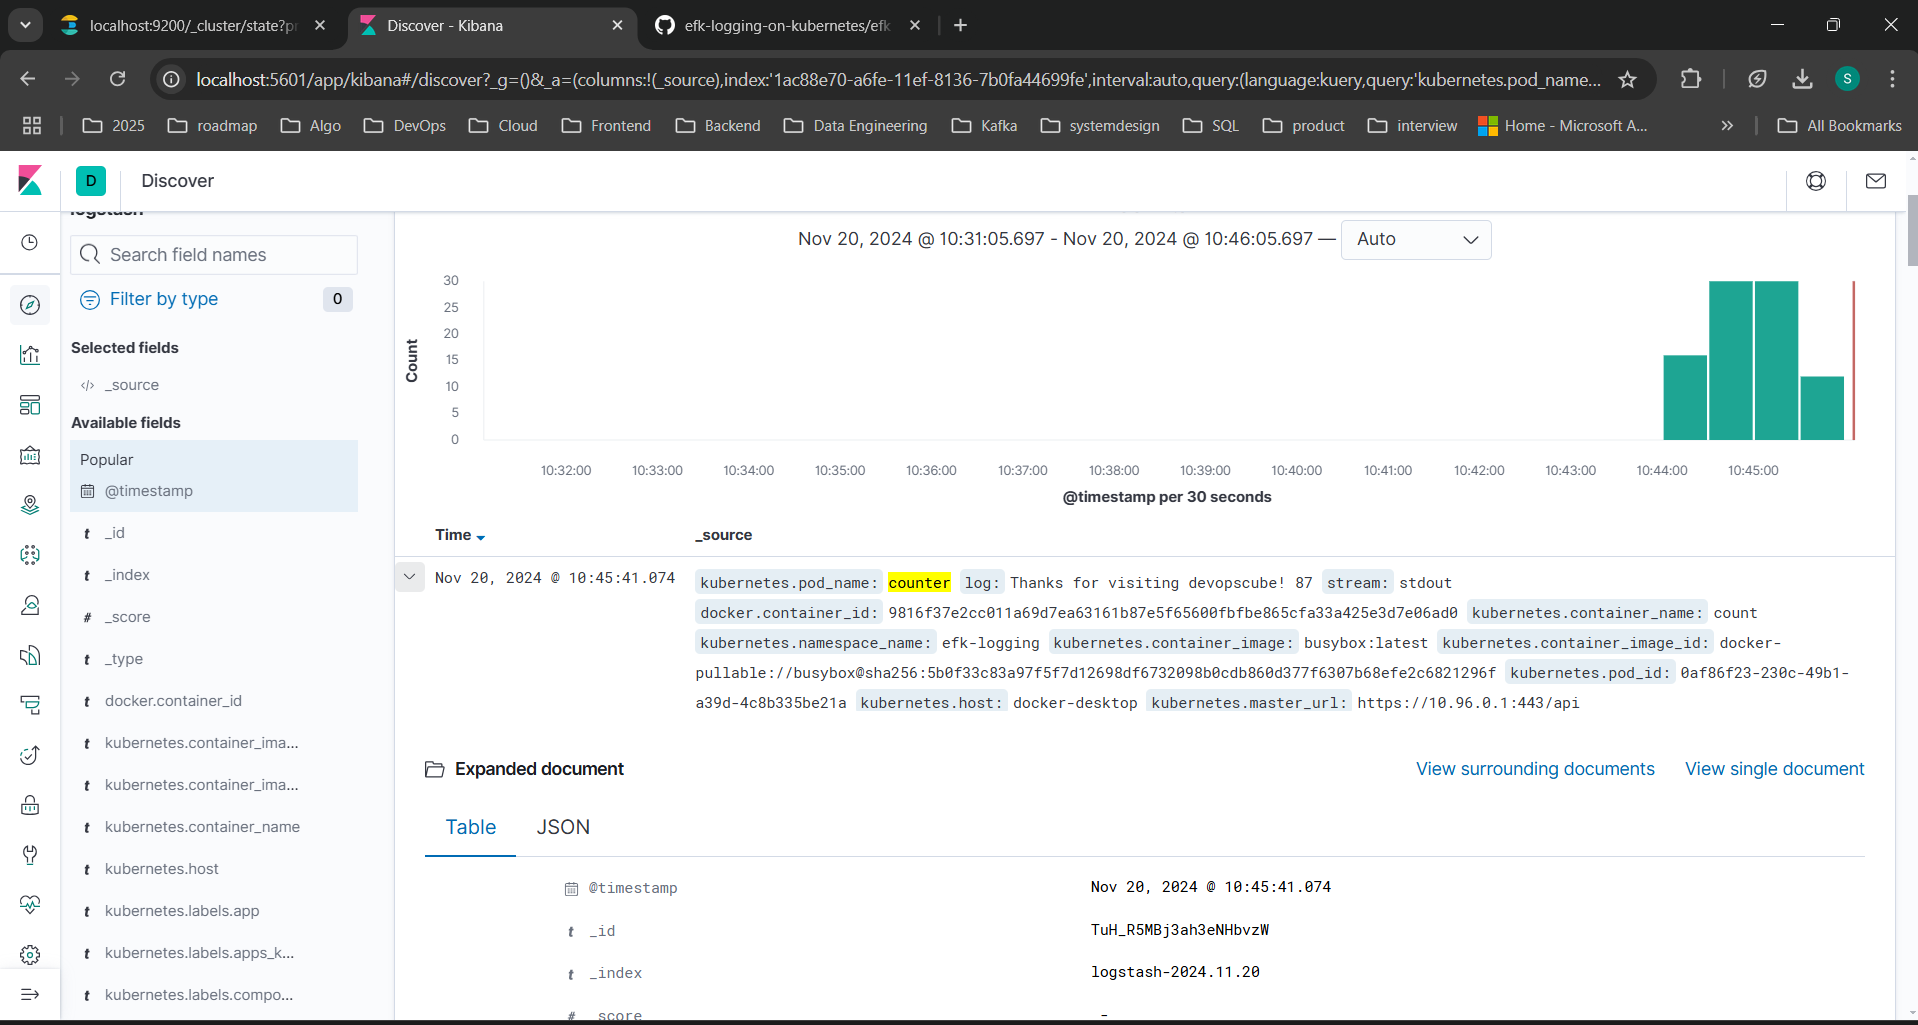 localhost:9200/_cluster/state?pr
Discover - Kibana
efk-logging-on-kubernetes/efk
localhost:5601/app/kibana#/discover?_g=()&_a=(columns:!(_source),index:'1ac88e70-a6fe-11ef-8136-7b0fa44699fe',interval:auto,query:(language:kuery,query:'kubernetes.pod_name...
S
2025
roadmap
Algo
DevOps
Cloud
Frontend
Backend
Data Engineering
Kafka
systemdesign
SQL
product
interview
Home - Microsoft A...
All Bookmarks
D
Discover
logstash
Search field names
Filter by type
0
Selected fields
</> _source
Available fields
Popular
@timestamp
t _id
t _index
# _score
t _type
t docker.container_id
t kubernetes.container_ima...
t kubernetes.container_ima...
t kubernetes.container_name
t kubernetes.host
t kubernetes.labels.app
t kubernetes.labels.apps_k...
t kubernetes.labels.compo...
Nov 20, 2024 @ 10:31:05.697 - Nov 20, 2024 @ 10:46:05.697 —
Auto
Count
30
25
20
15
10
5
0
10:32:00 10:33:00 10:34:00 10:35:00 10:36:00 10:37:00 10:38:00 10:39:00 10:40:00 10:41:00 10:42:00 10:43:00 10:44:00 10:45:00
@timestamp per 30 seconds
Time
_source
Nov 20, 2024 @ 10:45:41.074
kubernetes.pod_name: counter log: Thanks for visiting devopscube! 87 stream: stdout
docker.container_id: 9816f37e2cc011a69d7ea63161b87e5f65600fbfbe865cfa33a425e3d7e06ad0 kubernetes.container_name: count
kubernetes.namespace_name: efk-logging kubernetes.container_image: busybox:latest kubernetes.container_image_id: docker-
pullable://busybox@sha256:5b0f33c83a97f5f7d12698df6732098b0cdb860d377f6307b68efe2c6821296f kubernetes.pod_id: 0af86f23-230c-49b1-
a39d-4c8b335be21a kubernetes.host: docker-desktop kubernetes.master_url: https://10.96.0.1:443/api
Expanded document
View surrounding documents
View single document
Table
JSON
@timestamp Nov 20, 2024 @ 10:45:41.074
t _id TuH_R5MBj3ah3eNHbvzW
t _index logstash-2024.11.20
# _score -